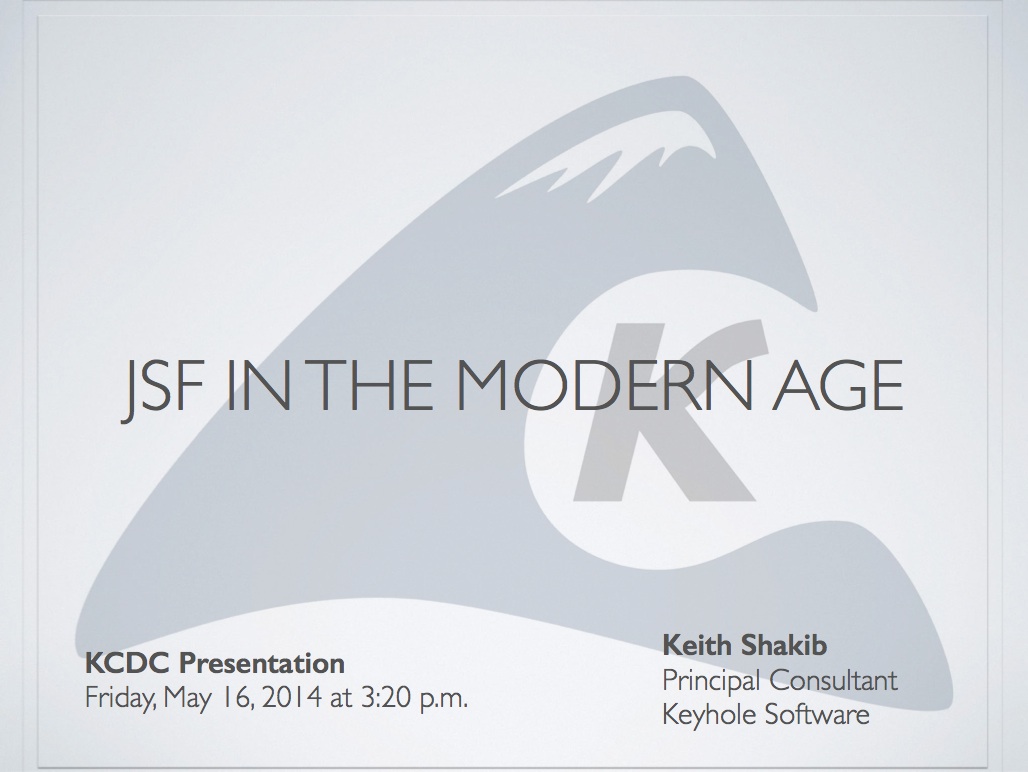 K
JSF IN THE MODERN AGE
KCDC Presentation
Friday, May 16, 2014 at 3:20 p.m.
Keith Shakib
Principal Consultant
Keyhole Software